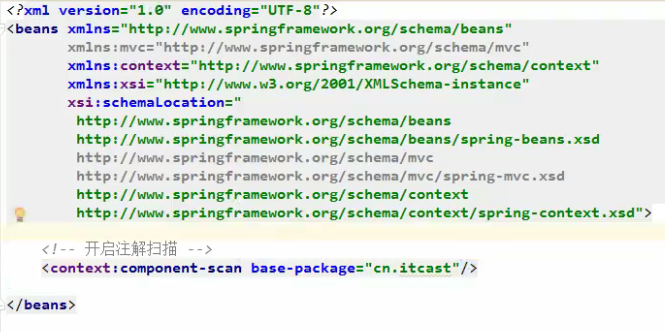 <?xml version="1.0" encoding="UTF-8"?>
<beans xmlns="http://www.springframework.org/schema/beans"
xmlns:mvc="http://www.springframework.org/schema/mvc"
xmlns:context="http://www.springframework.org/schema/context"
xmlns:xsi="http://www.w3.org/2001/XMLSchema-instance"
xsi:schemaLocation="
http://www.springframework.org/schema/beans
http://www.springframework.org/schema/beans/spring-beans.xsd
http://www.springframework.org/schema/mvc
http://www.springframework.org/schema/mvc/spring-mvc.xsd
http://www.springframework.org/schema/context
http://www.springframework.org/schema/context/spring-context.xsd">
<!-- 开启注解扫描 -->
<context:component-scan base-package="cn.itcast"/>
</beans>